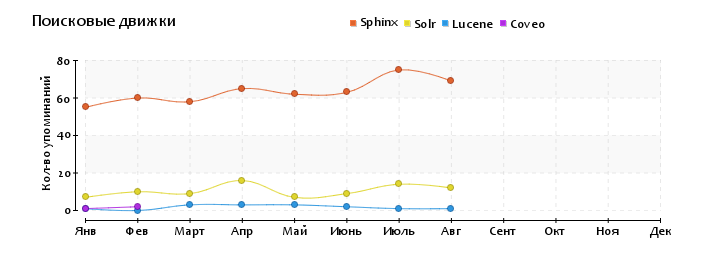 Поисковые движки
Sphinx Solr Lucene Coveo
Кол-во упоминаний
80
60
40
20
0
Янв Фев Март Апр Май Июнь Июль Авг Сент Окт Ноя Дек